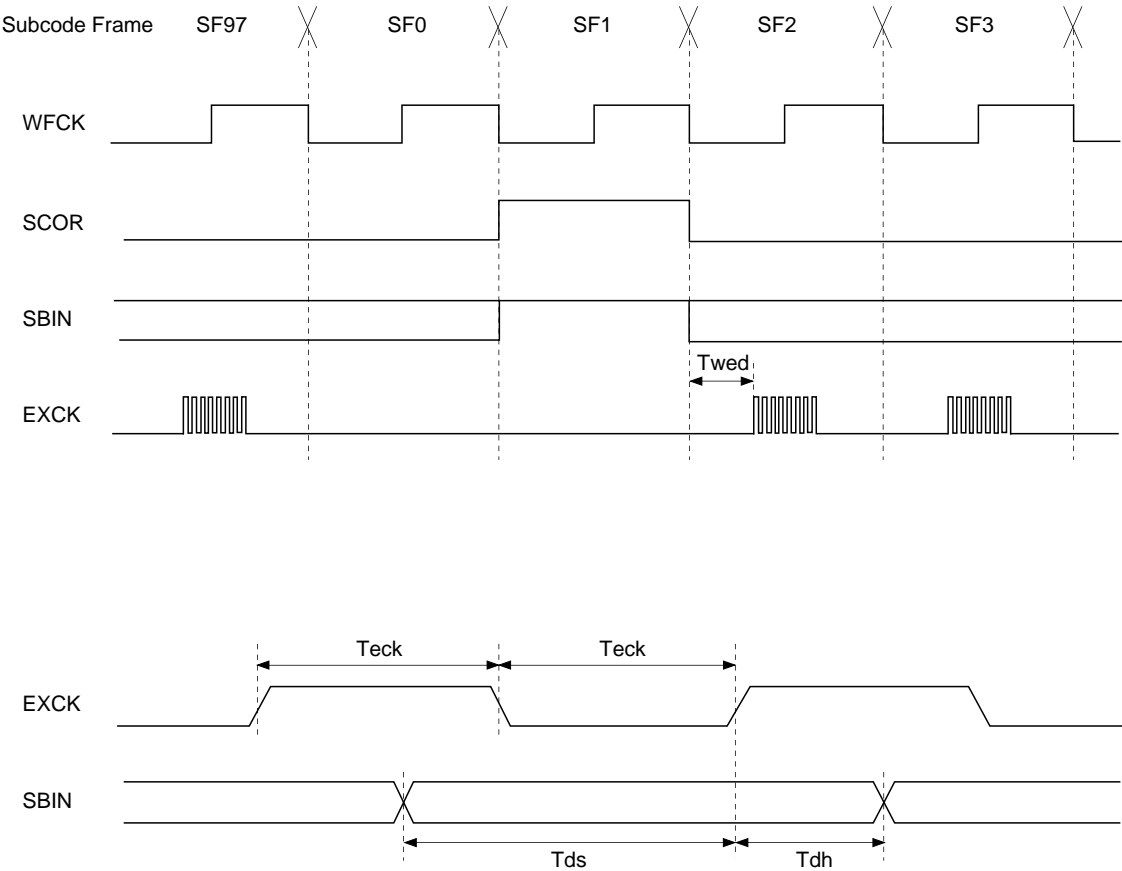 Subcode Frame SF97 SF0 SF1 SF2 SF3
WFCK
SCOR
SBIN
Twed
EXCK
Teck Teck
EXCK
SBIN
Tds Tdh